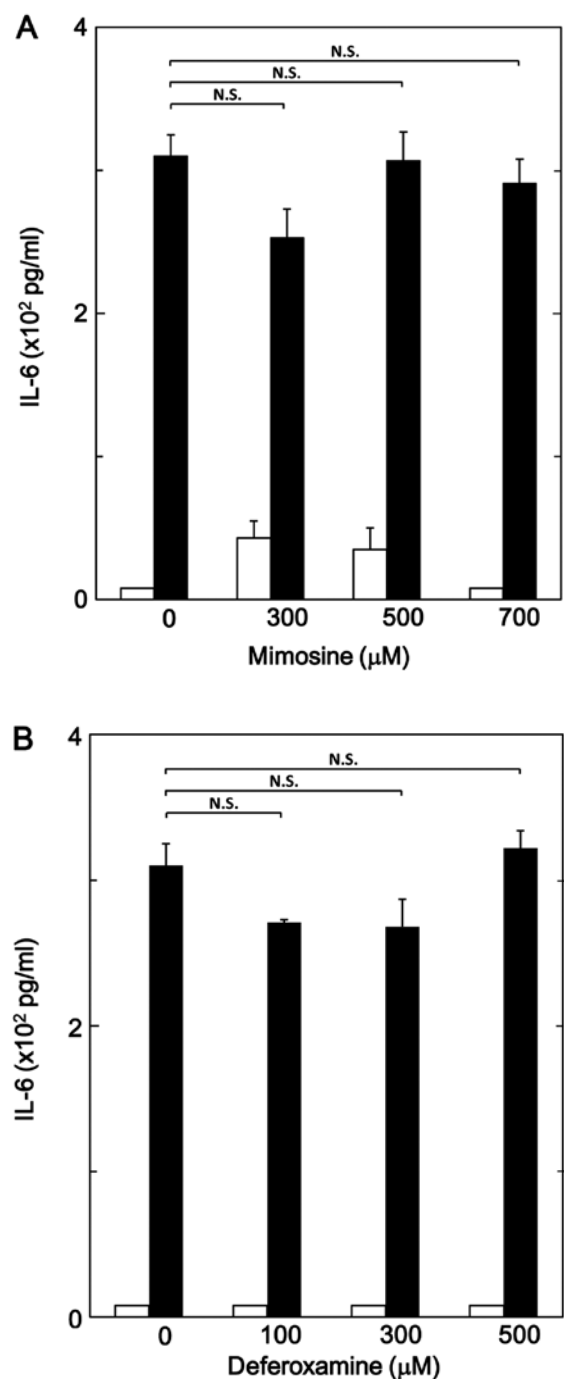 A
4
N.S.
N.S.
N.S.
2
0
IL-6 (x10² pg/ml)
0 300 500 700
Mimosine (μM)
B
4
N.S.
N.S.
N.S.
2
0
IL-6 (x10² pg/ml)
0 100 300 500
Deferoxamine (μM)